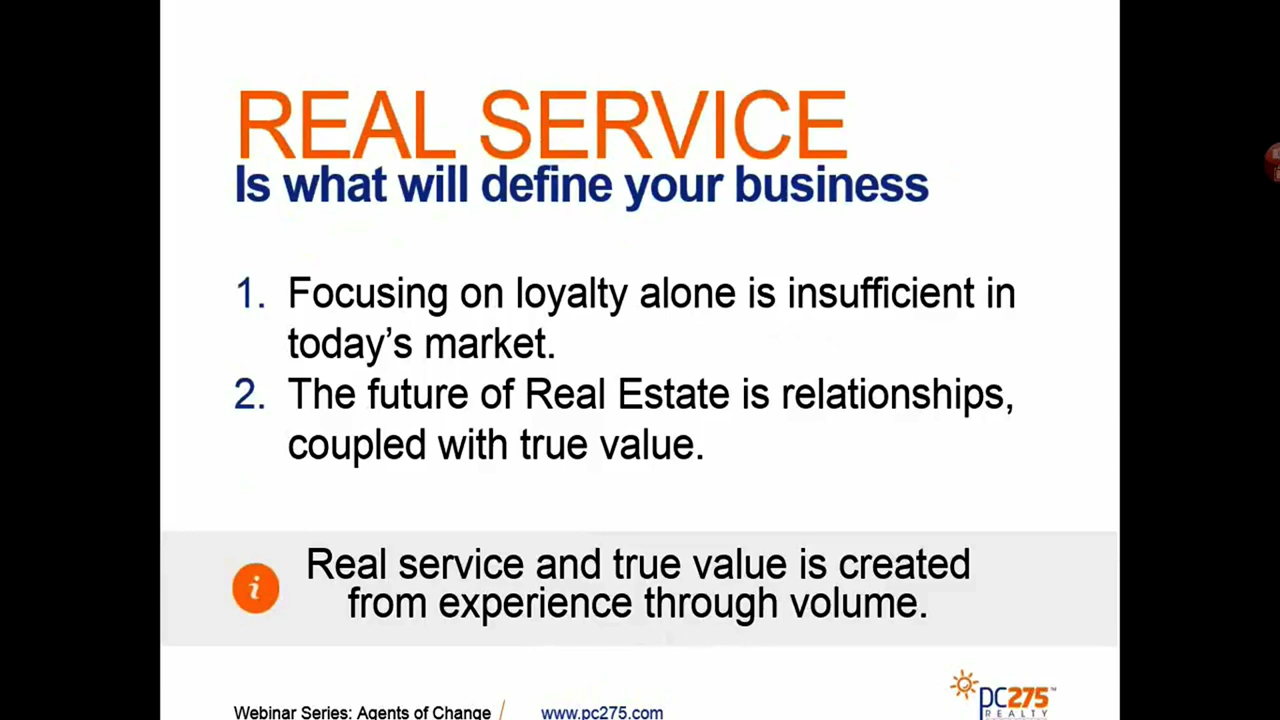 REAL SERVICE
Is what will define your business
1. Focusing on loyalty alone is insufficient in
today's market.
2. The future of Real Estate is relationships,
coupled with true value.
i
Real service and true value is created
from experience through volume.
Webinar Series: Agents of Change / www.pc275.com
pc275™
REALTY